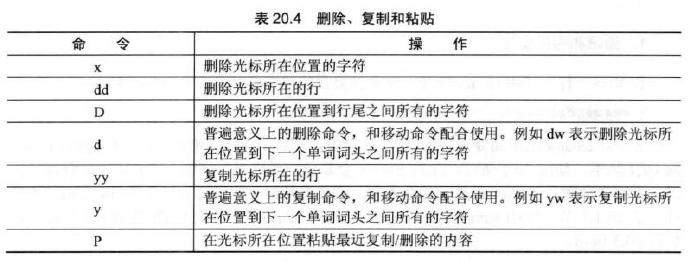 表 20.4 删除、复制和粘贴
命 令 操 作
x 删除光标所在位置的字符
dd 删除光标所在的行
D 删除光标所在位置到行尾之间所有的字符
d 普遍意义上的删除命令，和移动命令配合使用。例如 dw 表示删除光标所
在位置到下一个单词词头之间所有的字符
yy 复制光标所在的行
y 普遍意义上的复制命令，和移动命令配合使用。例如 yw 表示复制光标所
在位置到下一个单词词头之间所有的字符
P 在光标所在位置粘贴最近复制/删除的内容